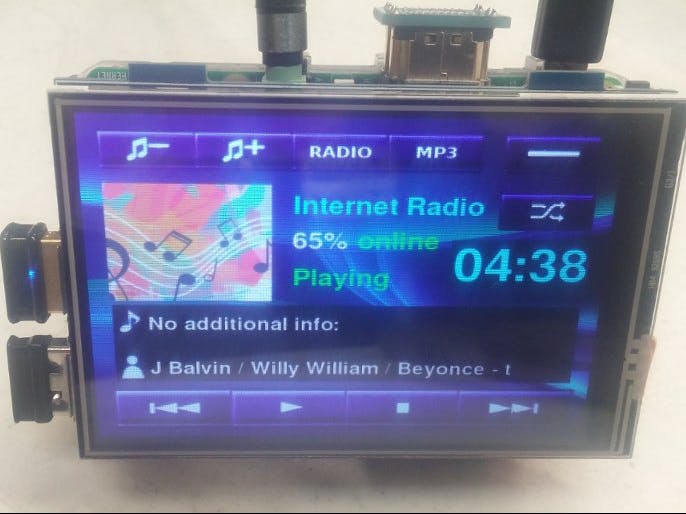 RADIO MP3
Internet Radio
65% online
04:38
Playing
No additional info:
J Balvin / Willy William / Beyonce - t